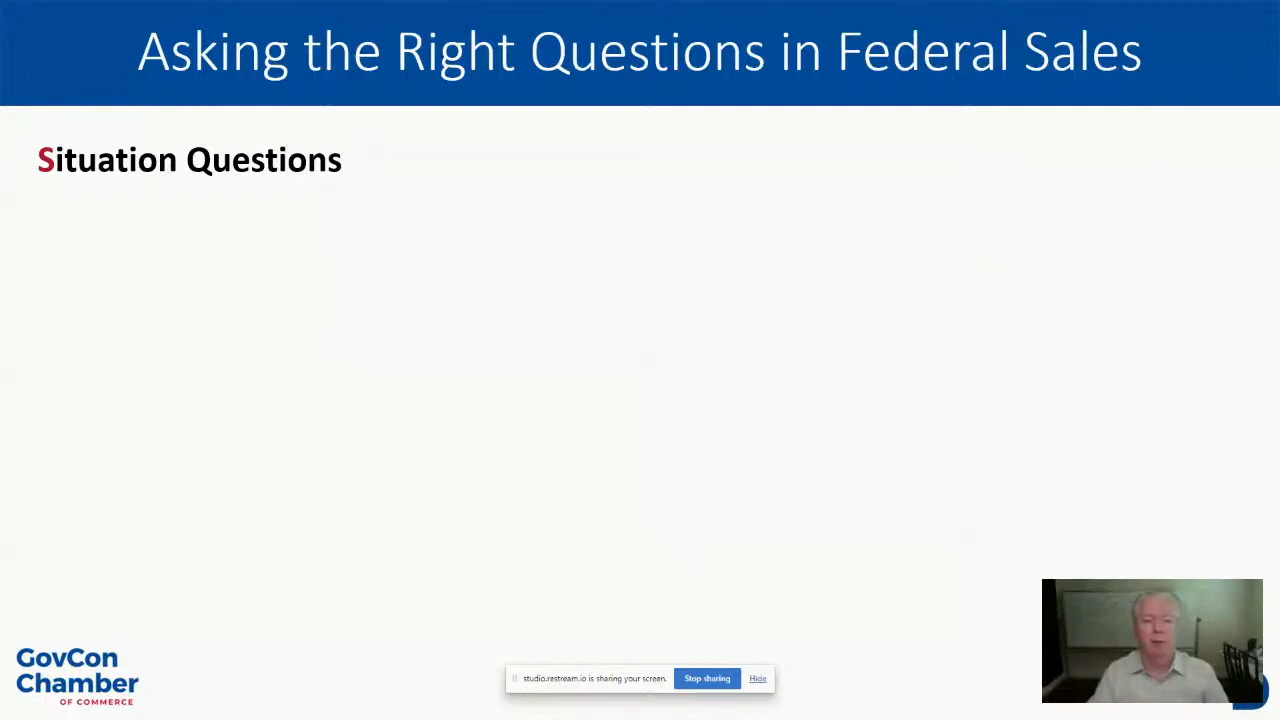 Asking the Right Questions in Federal Sales
Situation Questions
GovCon
Chamber
OF COMMERCE
studio.restream.io is sharing your screen.
Stop sharing
Hide